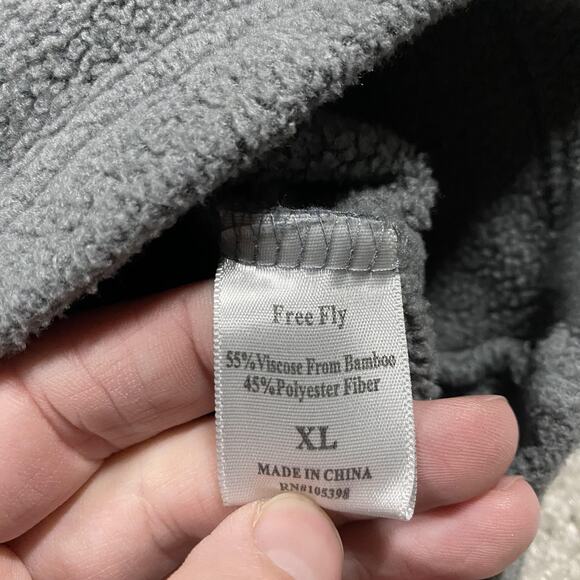 Free Fly
55%Viscose From Bamboo
45%Polyester Fiber
XL
MADE IN CHINA
RN#105398